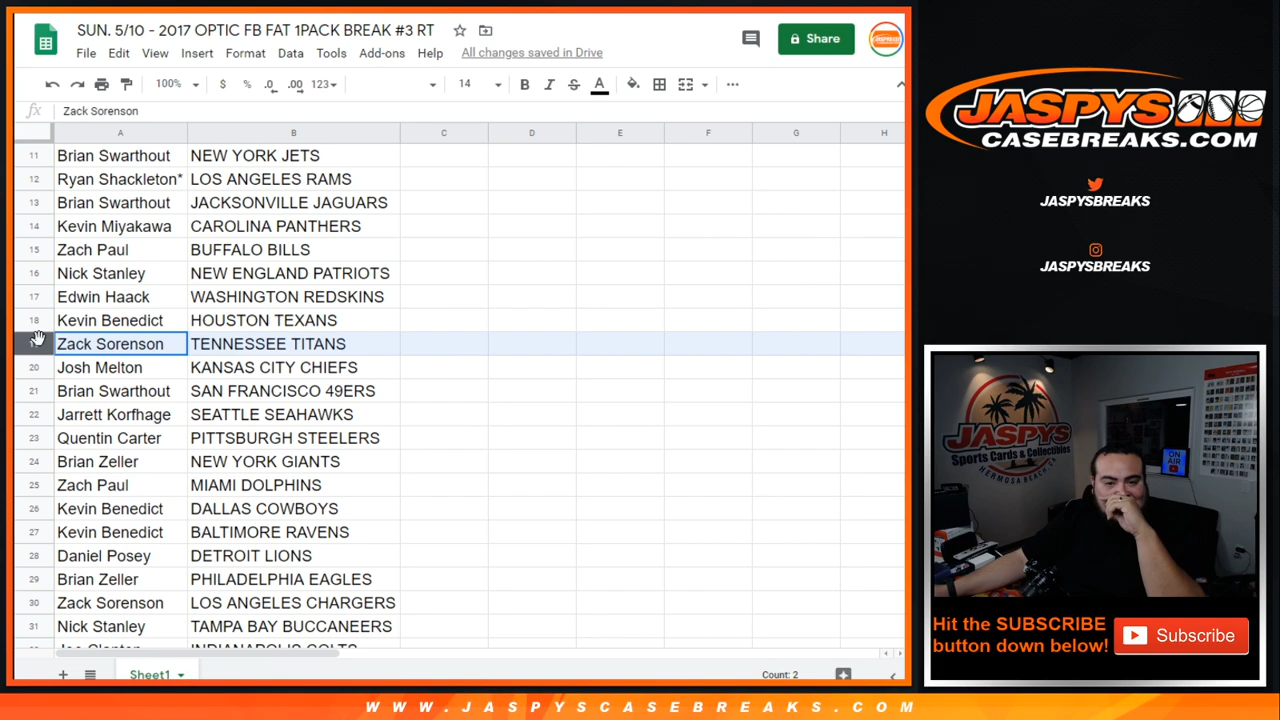 SUN. 5/10 - 2017 OPTIC FB FAT 1PACK BREAK #3 RT
File Edit View Insert Format Data Tools Add-ons Help All changes saved in Drive
Share
100% $ % .0 .00 123 14 B I S A
fx Zack Sorenson
A B C D E F G H
11 Brian Swarthout NEW YORK JETS
12 Ryan Shackleton* LOS ANGELES RAMS
13 Brian Swarthout JACKSONVILLE JAGUARS
14 Kevin Miyakawa CAROLINA PANTHERS
15 Zach Paul BUFFALO BILLS
16 Nick Stanley NEW ENGLAND PATRIOTS
17 Edwin Haack WASHINGTON REDSKINS
18 Kevin Benedict HOUSTON TEXANS
Zack Sorenson TENNESSEE TITANS
20 Josh Melton KANSAS CITY CHIEFS
21 Brian Swarthout SAN FRANCISCO 49ERS
22 Jarrett Korfhage SEATTLE SEAHAWKS
23 Quentin Carter PITTSBURGH STEELERS
24 Brian Zeller NEW YORK GIANTS
25 Zach Paul MIAMI DOLPHINS
26 Kevin Benedict DALLAS COWBOYS
27 Kevin Benedict BALTIMORE RAVENS
28 Daniel Posey DETROIT LIONS
29 Brian Zeller PHILADELPHIA EAGLES
30 Zack Sorenson LOS ANGELES CHARGERS
31 Nick Stanley TAMPA BAY BUCCANEERS
Sheet1
Count: 2
JASPYS
CASEBREAKS.COM
JASPYSBREAKS
JASPYSBREAKS
JASPY'S
Sports Cards & Collectibles
HERMOSA BEACH, CA
ON AIR
Hit the SUBSCRIBE
button down below!
Subscribe
WWW.JASPYSCASEBREAKS.COM